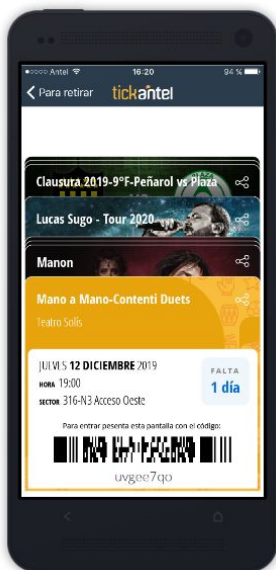 Antel
16:20
94 %
Para retirar
tickantel
Clausura 2019-9°F-Peñarol vs Plaza
Lucas Sugo - Tour 2020
Manon
Mano a Mano-Contenti Duets
Teatro Solís
JUEVES 12 DICIEMBRE 2019
HORA 19:00
SECTOR 316-N3 Acceso Oeste
FALTA
1 día
Para entrar pesenta esta pantalla con el código:
uvgee7qo